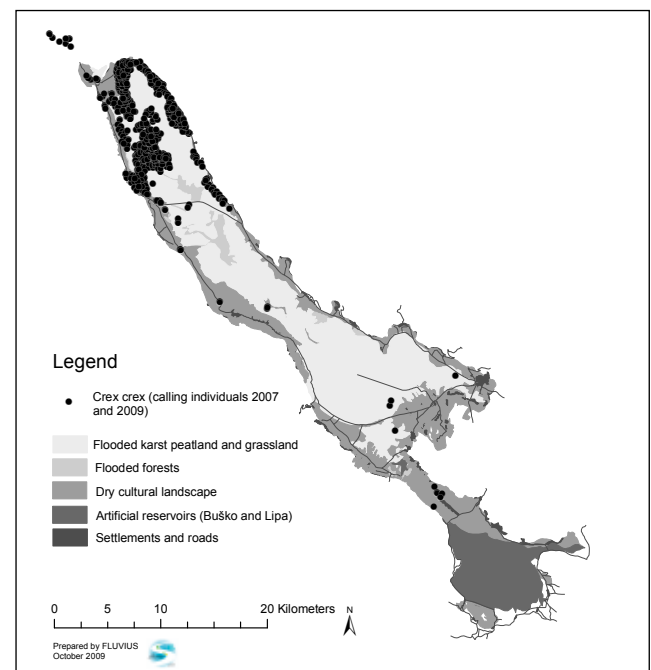 Legend
Crex crex (calling individuals 2007
and 2009)
Flooded karst peatland and grassland
Flooded forests
Dry cultural landscape
Artificial reservoirs (Buško and Lipa)
Settlements and roads
0 5 10 20 Kilometers
N
Prepared by FLUVIUS
October 2009